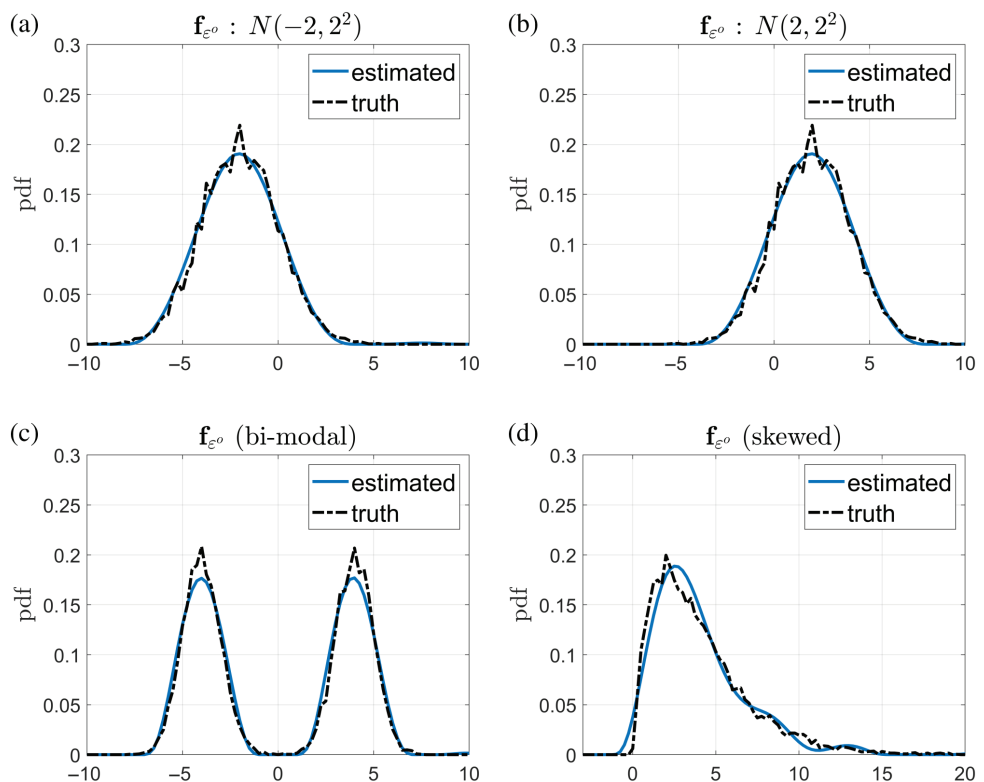 (a) f_{ε^o} : N(−2, 2²)
0.3
0.25
0.2
0.15
0.1
0.05
0
pdf
estimated
truth
−10 −5 0 5 10
(b) f_{ε^o} : N(2, 2²)
0.3
0.25
0.2
0.15
0.1
0.05
0
pdf
estimated
truth
−10 −5 0 5 10
(c) f_{ε^o} (bi-modal)
0.3
0.25
0.2
0.15
0.1
0.05
0
pdf
estimated
truth
−10 −5 0 5 10
(d) f_{ε^o} (skewed)
0.3
0.25
0.2
0.15
0.1
0.05
0
pdf
estimated
truth
0 5 10 15 20